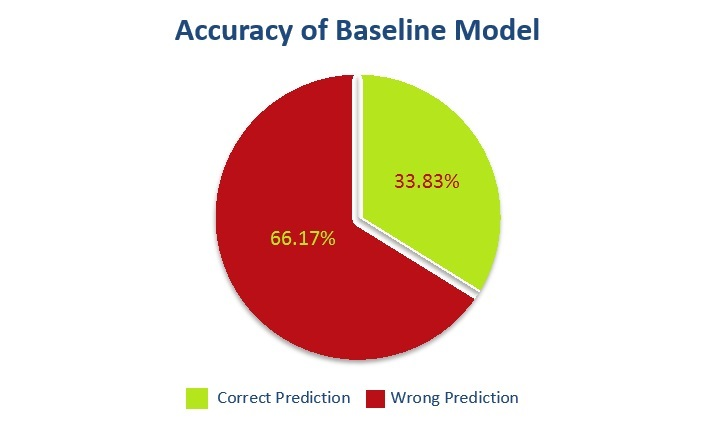 Accuracy of Baseline Model
33.83%
66.17%
Correct Prediction
Wrong Prediction